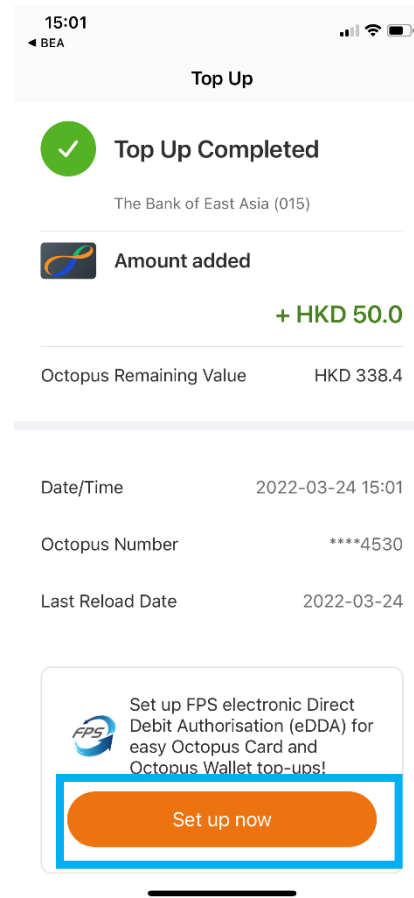 15:01
◀ BEA
Top Up
Top Up Completed
The Bank of East Asia (015)
Amount added
+ HKD 50.0
Octopus Remaining Value HKD 338.4
Date/Time 2022-03-24 15:01
Octopus Number ****4530
Last Reload Date 2022-03-24
FPS
Set up FPS electronic Direct
Debit Authorisation (eDDA) for
easy Octopus Card and
Octopus Wallet top-ups!
Set up now